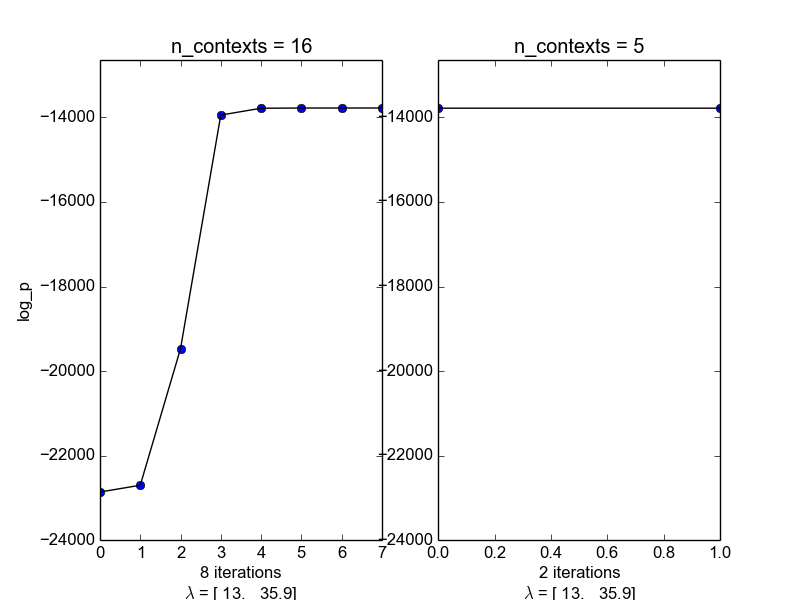 n_contexts = 16
n_contexts = 5
log_p
−14000
−16000
−18000
−20000
−22000
−24000
0 1 2 3 4 5 6 7
8 iterations
λ = [ 13. 35.9]
−14000
−16000
−18000
−20000
−22000
−24000
0.0 0.2 0.4 0.6 0.8 1.0
2 iterations
λ = [ 13. 35.9]